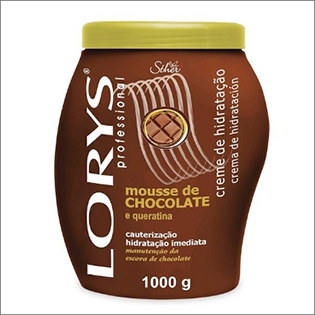 Sther
LORYS®
professional
mousse de
CHOCOLATE
e queratina
cauterização
hidratação imediata
manutenção da
escova de chocolate
1000 g
creme de hidratação
crema de hidratación